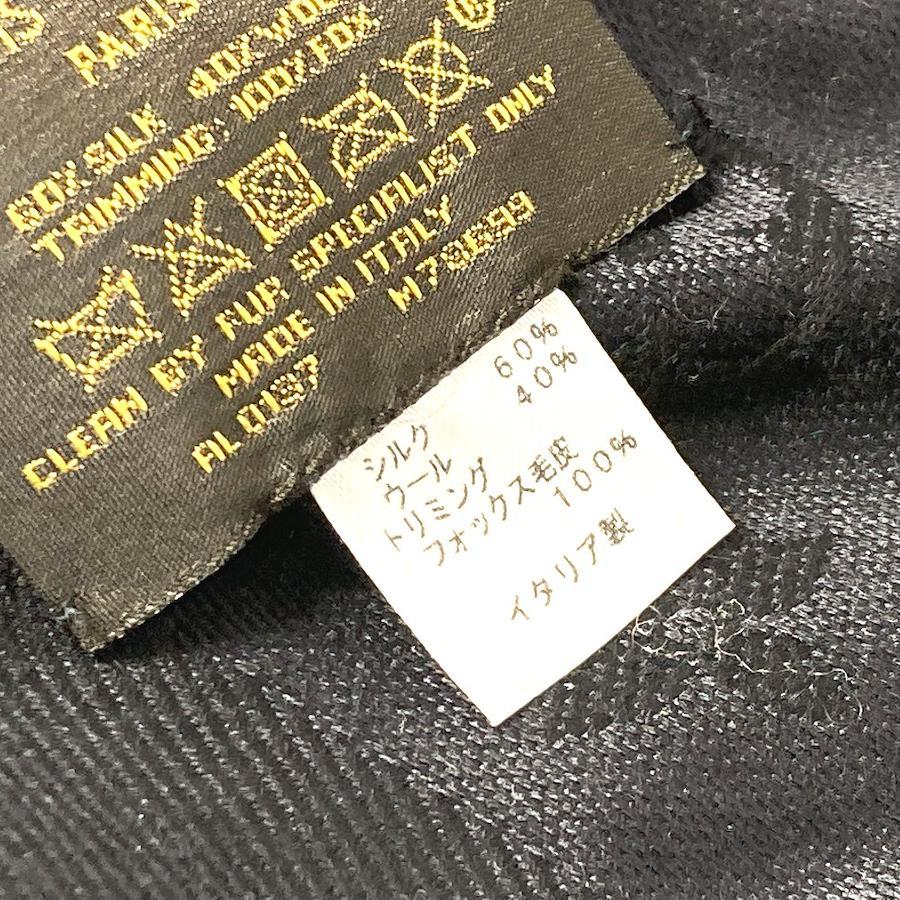 PARIS
60% SILK 40% WOOL
TRIMMING: 100% FOX
CLEAN BY FUR SPECIALIST ONLY
MADE IN ITALY
AL0187
シルク 60%
ウール 40%
トリミング
フォックス毛皮
100%
イタリア製